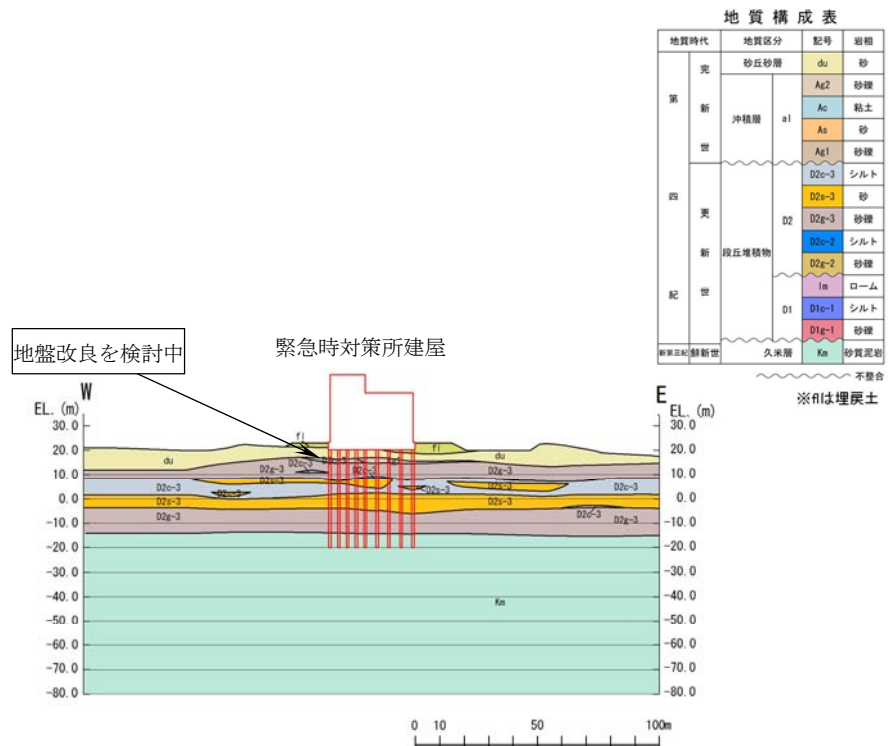 地質構成表
地質時代 地質区分 記号 岩相
第四紀 完新世 砂丘砂層 du 砂
沖積層 al Ag2 砂礫
Ac 粘土
As 砂
Ag1 砂礫
更新世 段丘堆積物 D2 D2c-3 シルト
D2s-3 砂
D2g-3 砂礫
D2c-2 シルト
D2g-2 砂礫
D1 lm ローム
D1c-1 シルト
D1g-1 砂礫
新第三紀 鮮新世 久米層 Km 砂質泥岩
不整合
※flは埋戻土
地盤改良を検討中
緊急時対策所建屋
W E
EL. (m) EL. (m)
30.0 30.0
20.0 20.0
10.0 10.0
0.0 0.0
-10.0 -10.0
-20.0 -20.0
-30.0 -30.0
-40.0 -40.0
-50.0 -50.0
-60.0 -60.0
-70.0 -70.0
-80.0 -80.0
fl fl
du du
D2g-3 D2c-3 D2g-3
D2c-3 D2s-3 D2c-3 D2s-3 D2s-3 D2c-3
D2s-3 D2s-3
D2g-3 D2c-3 D2g-3
Km
0 10 50 100m